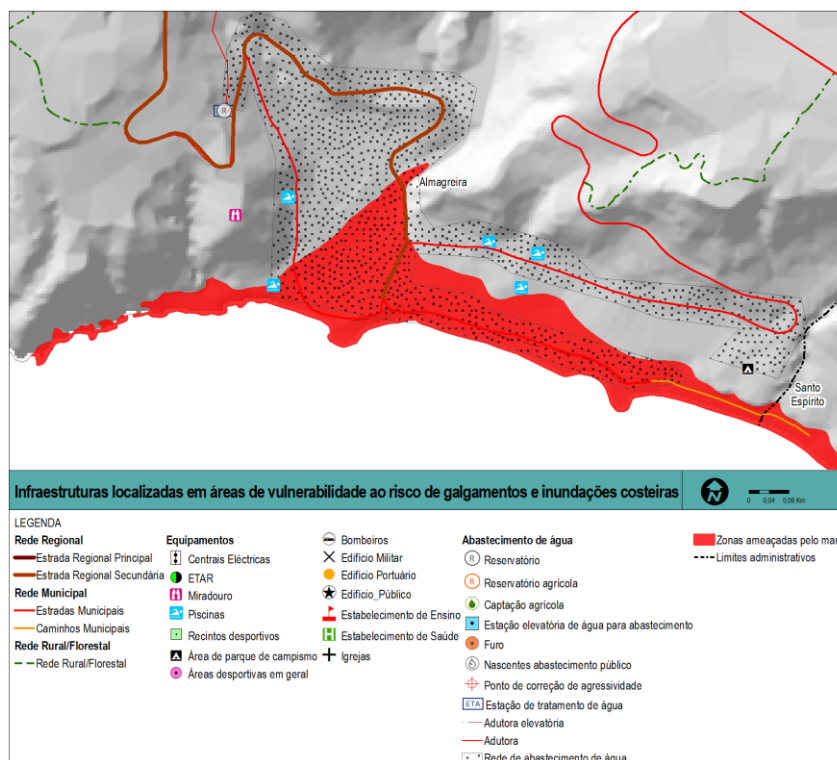 R
Almagreira
Santo
Espírito
Infraestruturas localizadas em áreas de vulnerabilidade ao risco de galgamentos e inundações costeiras
N
0 0,04 0,08 Km
LEGENDA
Rede Regional
Estrada Regional Principal
Estrada Regional Secundária
Rede Municipal
Estradas Municipais
Caminhos Municipais
Rede Rural/Florestal
Rede Rural/Florestal
Equipamentos
Centrais Eléctricas
ETAR
Miradouro
Piscinas
Recintos desportivos
Área de parque de campismo
Áreas desportivas em geral
Bombeiros
Edifício Militar
Edifício Portuário
Edifício_Público
Estabelecimento de Ensino
H Estabelecimento de Saúde
Igrejas
Abastecimento de água
R Reservatório
R Reservatório agrícola
Captação agrícola
Estação elevatória de água para abastecimento
Furo
Nascentes abastecimento público
Ponto de correção de agressividade
ETA Estação de tratamento de água
Adutora elevatória
Adutora
Rede de abastecimento de água
Zonas ameaçadas pelo mar
Limites administrativos